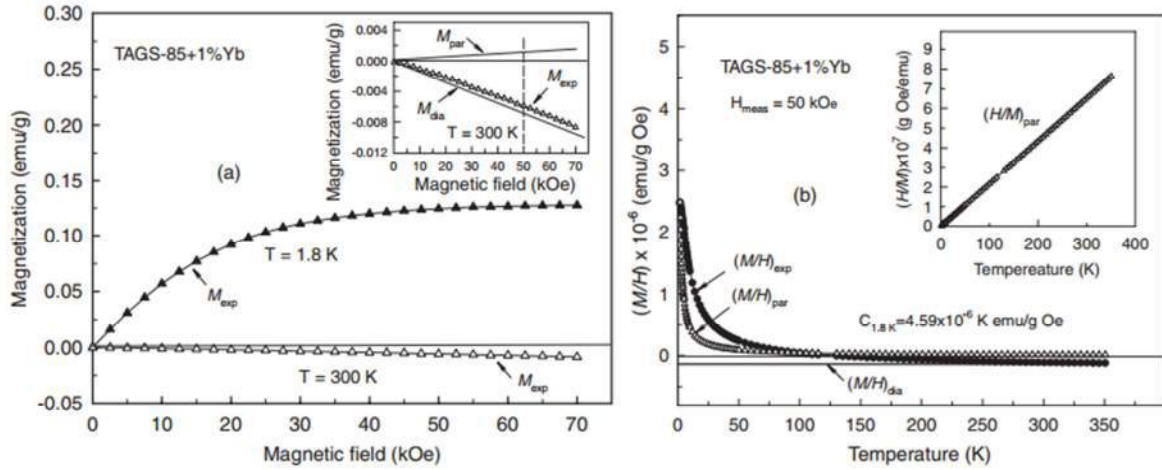 0.30
0.25
0.20
0.15
0.10
0.05
0.00
-0.05
Magnetization (emu/g)
TAGS-85+1%Yb
(a)
T = 1.8 K
M_exp
T = 300 K
M_exp
0 10 20 30 40 50 60 70
Magnetic field (kOe)
0.004
0.000
-0.004
-0.008
-0.012
Magnetization (emu/g)
M_par
M_exp
M_dia
T = 300 K
0 10 20 30 40 50 60 70
Magnetic field (kOe)
5
4
3
2
1
0
(M/H) x 10^-6 (emu/g Oe)
TAGS-85+1%Yb
H_meas = 50 kOe
(b)
(M/H)_exp
(M/H)_par
C_1.8 K=4.59x10^-6 K emu/g Oe
(M/H)_dia
0 50 100 150 200 250 300 350
Temperature (K)
9
8
7
6
5
4
3
2
1
0
(H/M)x10^7 (g Oe/emu)
(H/M)_par
0 100 200 300 400
Tempereature (K)